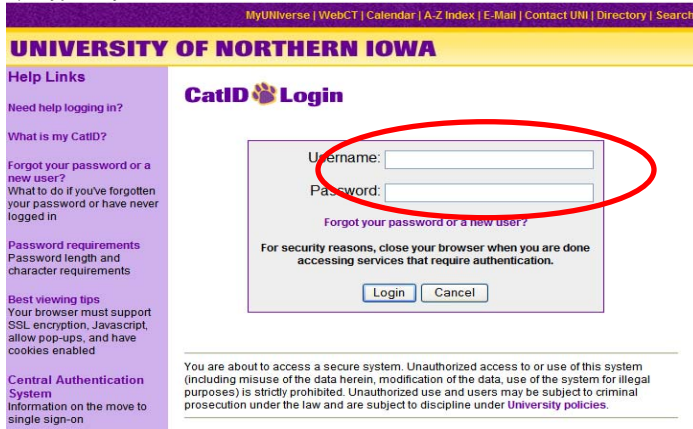 MyUNIverse | WebCT | Calendar | A-Z Index | E-Mail | Contact UNI | Directory | Search
UNIVERSITY OF NORTHERN IOWA
Help Links
Need help logging in?
What is my CatID?
Forgot your password or a
new user?
What to do if you've forgotten
your password or have never
logged in
Password requirements
Password length and
character requirements
Best viewing tips
Your browser must support
SSL encryption, Javascript,
allow pop-ups, and have
cookies enabled
Central Authentication
System
Information on the move to
single sign-on
CatID Login
Username:
Password:
Forgot your password or a new user?
For security reasons, close your browser when you are done
accessing services that require authentication.
Login Cancel
You are about to access a secure system. Unauthorized access to or use of this system
(including misuse of the data herein, modification of the data, use of the system for illegal
purposes) is strictly prohibited. Unauthorized use and users may be subject to criminal
prosecution under the law and are subject to discipline under University policies.